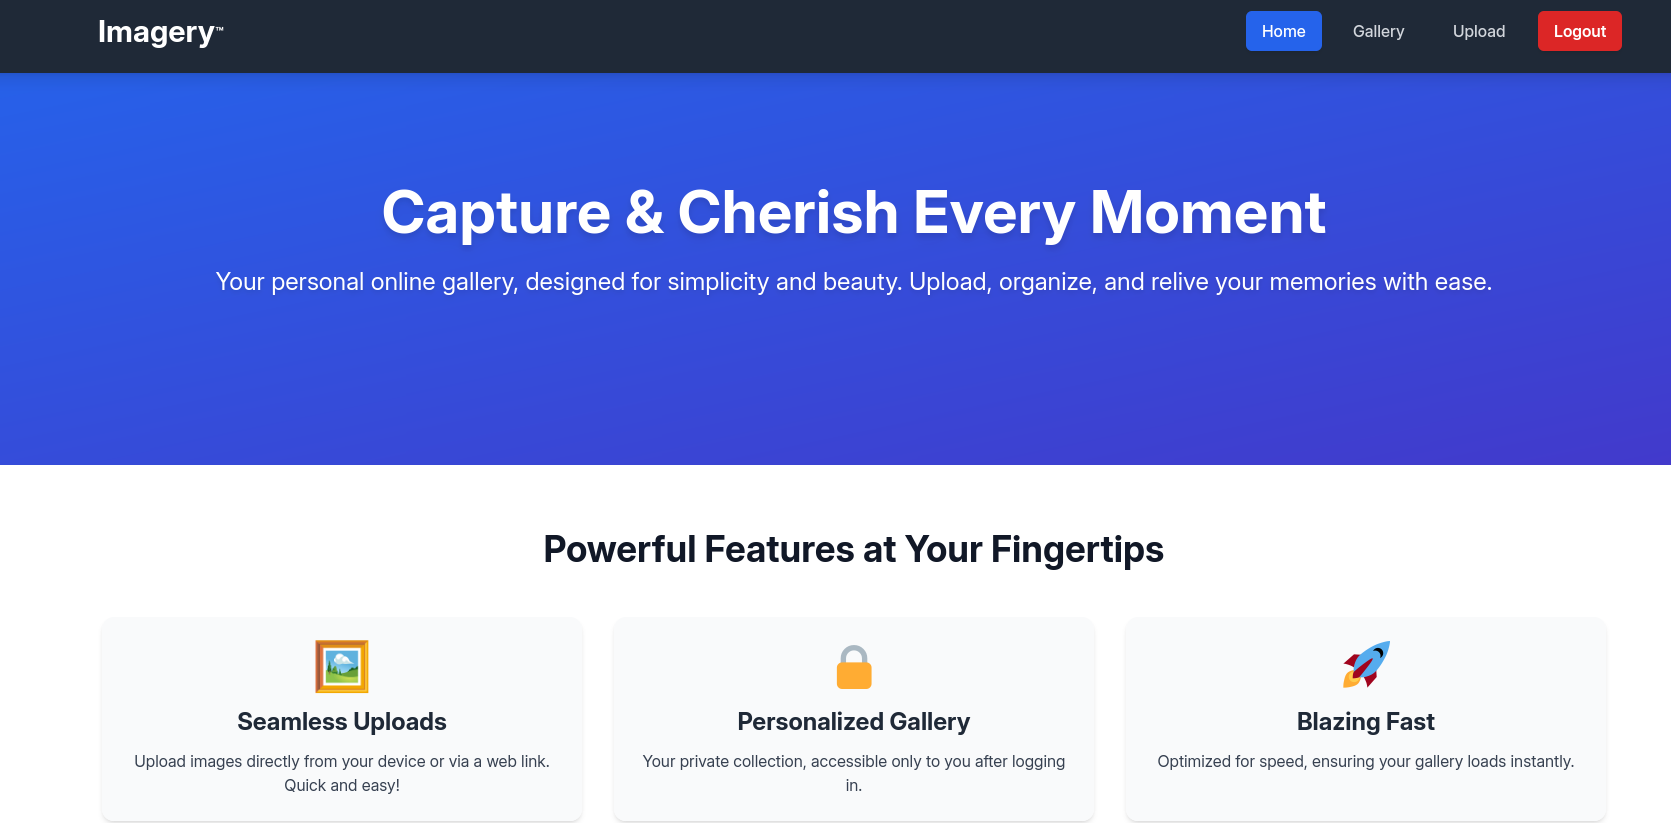 Imagery™
Home
Gallery
Upload
Logout
Capture & Cherish Every Moment
Your personal online gallery, designed for simplicity and beauty. Upload, organize, and relive your memories with ease.
Powerful Features at Your Fingertips
Seamless Uploads
Upload images directly from your device or via a web link.
Quick and easy!
Personalized Gallery
Your private collection, accessible only to you after logging
in.
Blazing Fast
Optimized for speed, ensuring your gallery loads instantly.